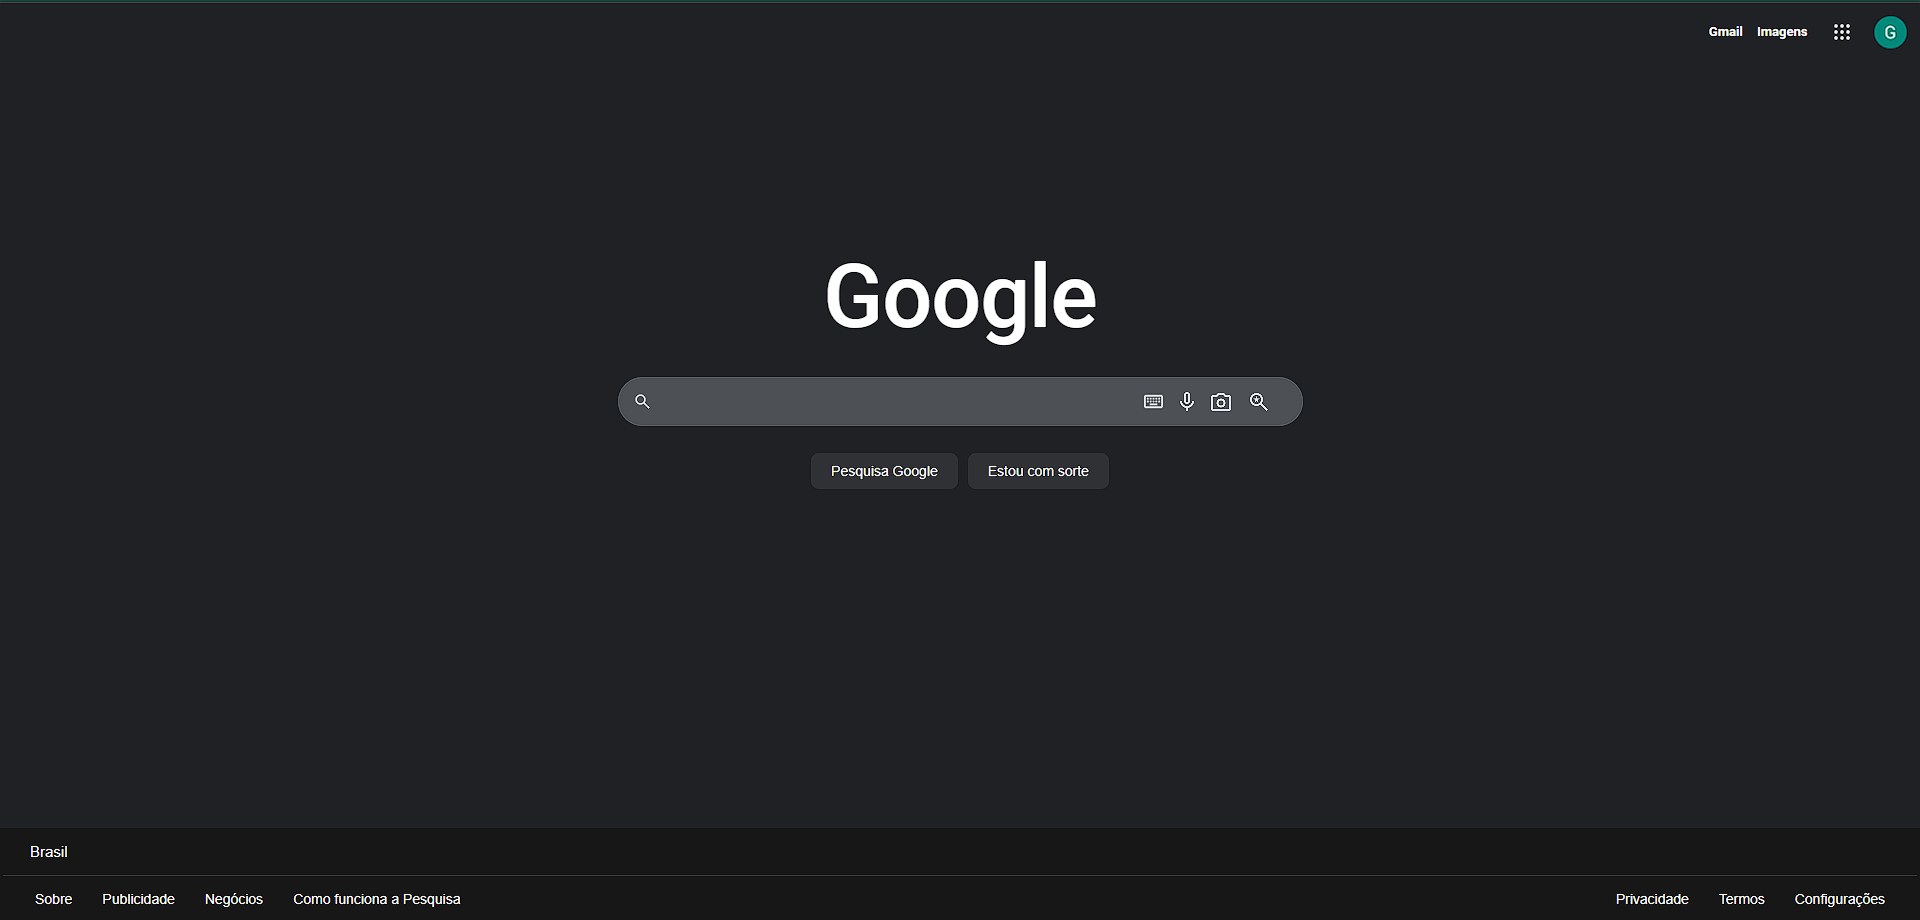 Gmail Imagens G
Google
Pesquisa Google Estou com sorte
Brasil
Sobre Publicidade Negócios Como funciona a Pesquisa Privacidade Termos Configurações